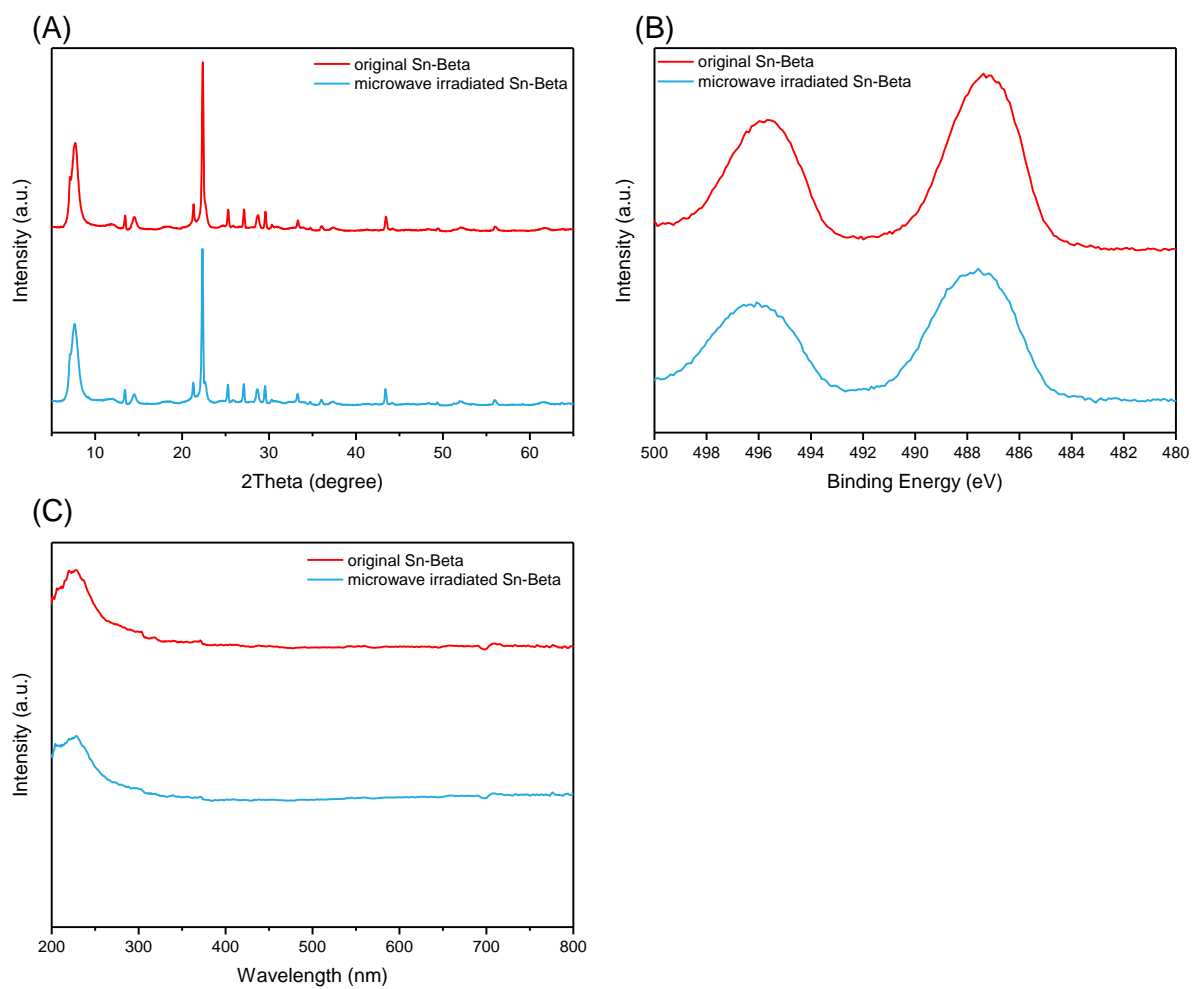 (A)
original Sn-Beta
microwave irradiated Sn-Beta
Intensity (a.u.)
10 20 30 40 50 60
2Theta (degree)
(B)
original Sn-Beta
microwave irradiated Sn-Beta
Intensity (a.u.)
500 498 496 494 492 490 488 486 484 482 480
Binding Energy (eV)
(C)
original Sn-Beta
microwave irradiated Sn-Beta
Intensity (a.u.)
200 300 400 500 600 700 800
Wavelength (nm)